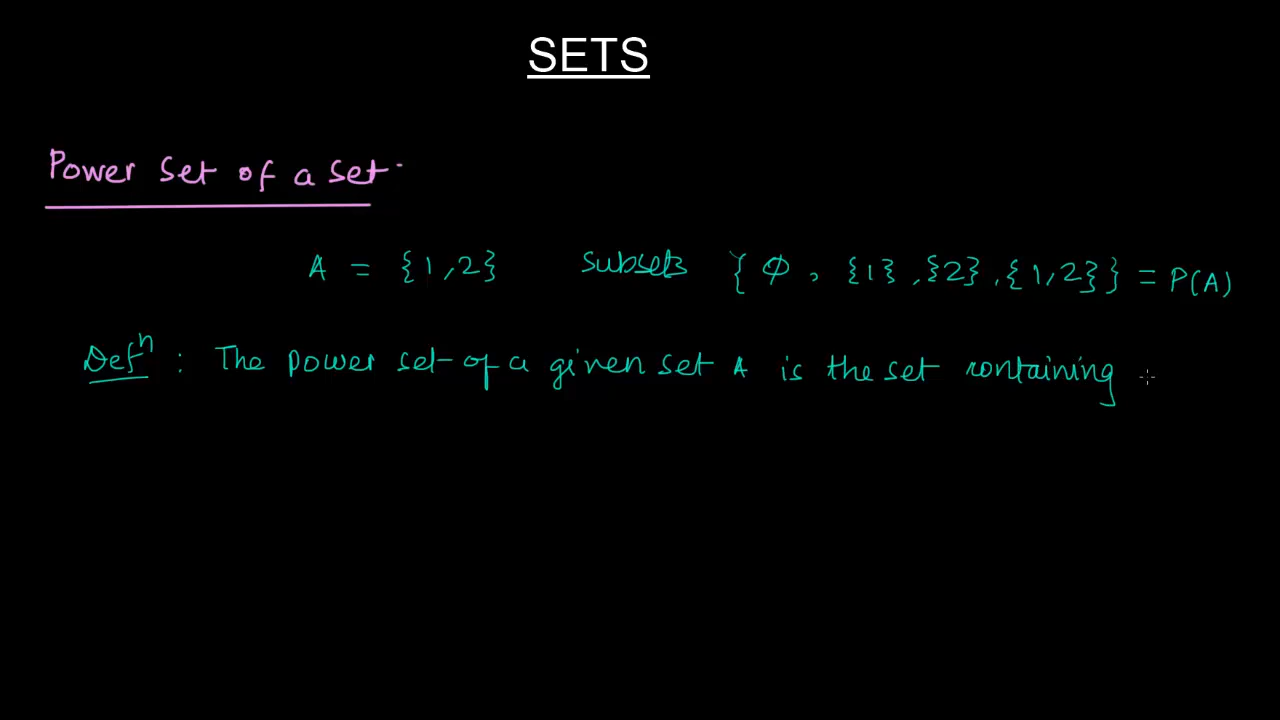 SETS
Power Set of a Set.
A = {1,2} subsets { ϕ, {1}, {2}, {1,2}} = P(A)
Defⁿ : The power set of a given set A is the set containing